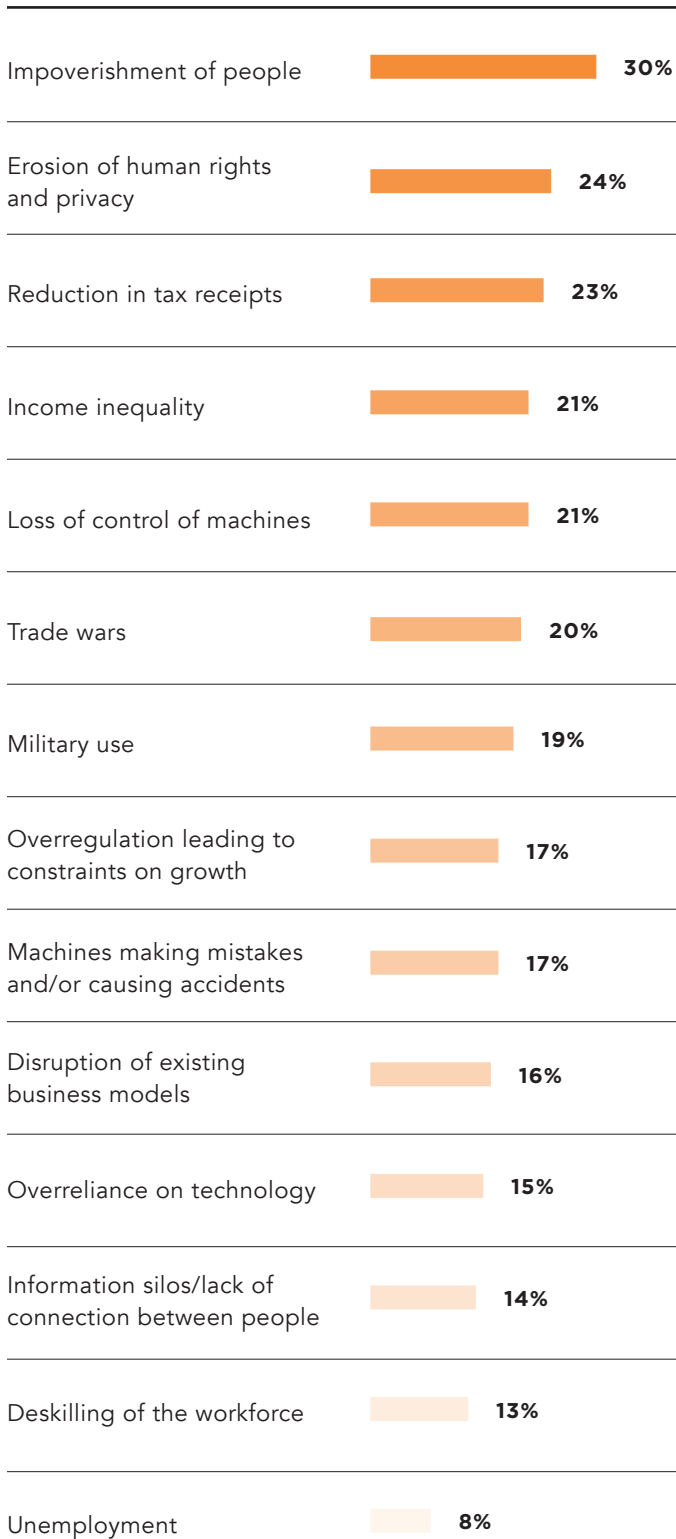 Impoverishment of people 30%
Erosion of human rights
and privacy 24%
Reduction in tax receipts 23%
Income inequality 21%
Loss of control of machines 21%
Trade wars 20%
Military use 19%
Overregulation leading to
constraints on growth 17%
Machines making mistakes
and/or causing accidents 17%
Disruption of existing
business models 16%
Overreliance on technology 15%
Information silos/lack of
connection between people 14%
Deskilling of the workforce 13%
Unemployment 8%